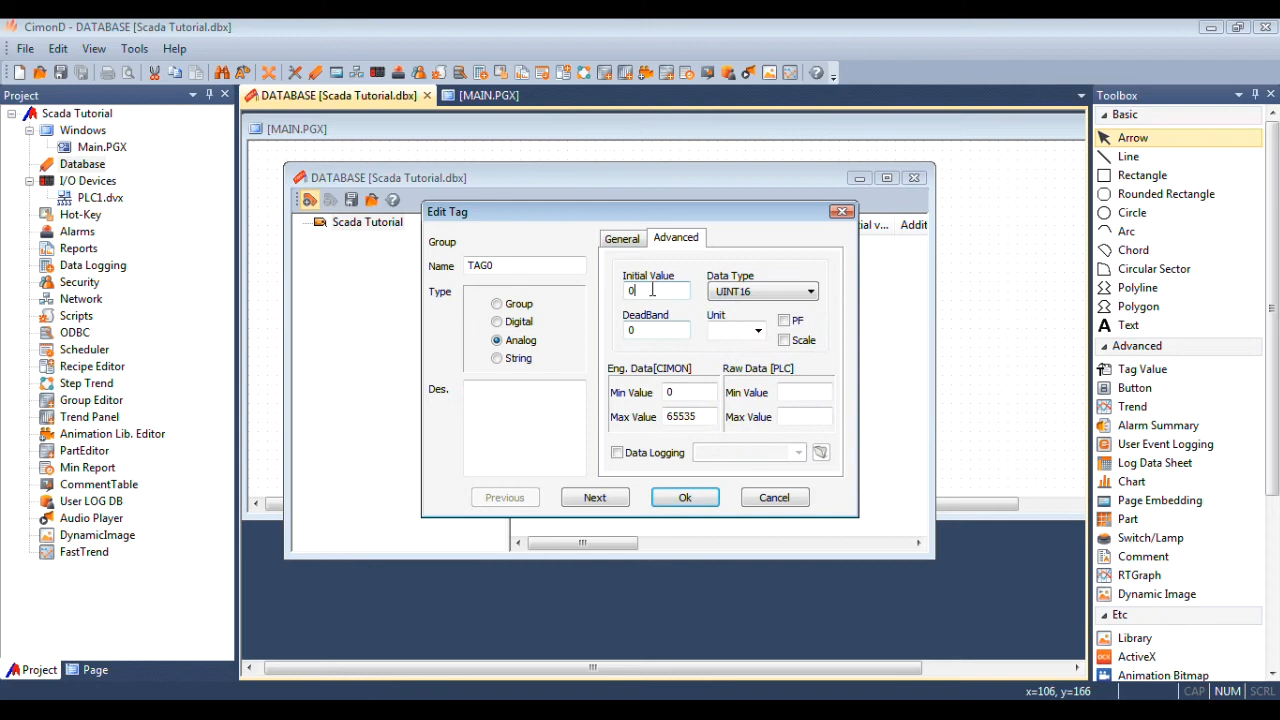 CimonD - DATABASE [Scada Tutorial.dbx]
File Edit View Tools Help
Project
DATABASE [Scada Tutorial.dbx]
[MAIN.PGX]
Toolbox
Scada Tutorial
Windows
Main.PGX
Database
I/O Devices
PLC1.dvx
Hot-Key
Alarms
Reports
Data Logging
Security
Network
Scripts
ODBC
Scheduler
Recipe Editor
Step Trend
Group Editor
Trend Panel
Animation Lib. Editor
PartEditor
Min Report
CommentTable
User LOG DB
Audio Player
DynamicImage
FastTrend
Project
Page
[MAIN.PGX]
DATABASE [Scada Tutorial.dbx]
Scada Tutorial
ial v... Addit
Edit Tag
Group
Name TAG0
Type
Group
Digital
Analog
String
Des.
General
Advanced
Initial Value
0
Data Type
UINT16
DeadBand
0
Unit
PF
Scale
Eng. Data[CIMON]
Min Value 0
Max Value 65535
Raw Data [PLC]
Min Value
Max Value
Data Logging
Previous
Next
Ok
Cancel
Basic
Arrow
Line
Rectangle
Rounded Rectangle
Circle
Arc
Chord
Circular Sector
Polyline
Polygon
A Text
Advanced
Tag Value
Button
Trend
Alarm Summary
User Event Logging
Log Data Sheet
Chart
Page Embedding
Part
Switch/Lamp
Comment
RTGraph
Dynamic Image
Etc
Library
ActiveX
Animation Bitmap
x=106, y=166
CAP NUM SCRL